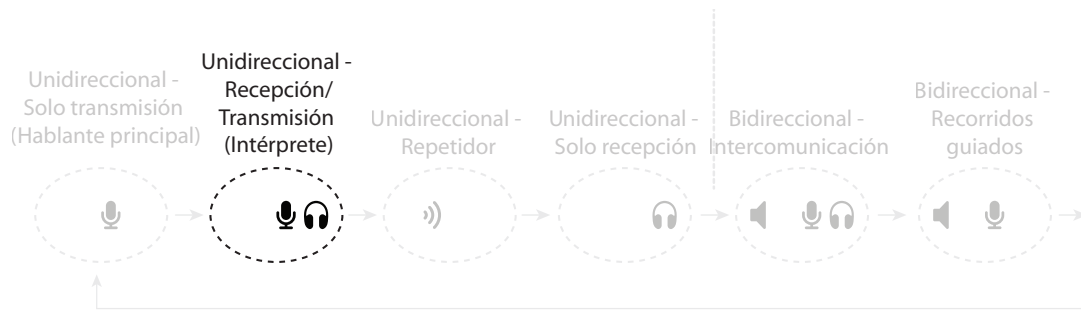 Unidireccional -
Solo transmisión
(Hablante principal)
Unidireccional -
Recepción/
Transmisión
(Intérprete)
Unidireccional -
Repetidor
Unidireccional -
Solo recepción
Bidireccional -
Intercomunicación
Bidireccional -
Recorridos
guiados